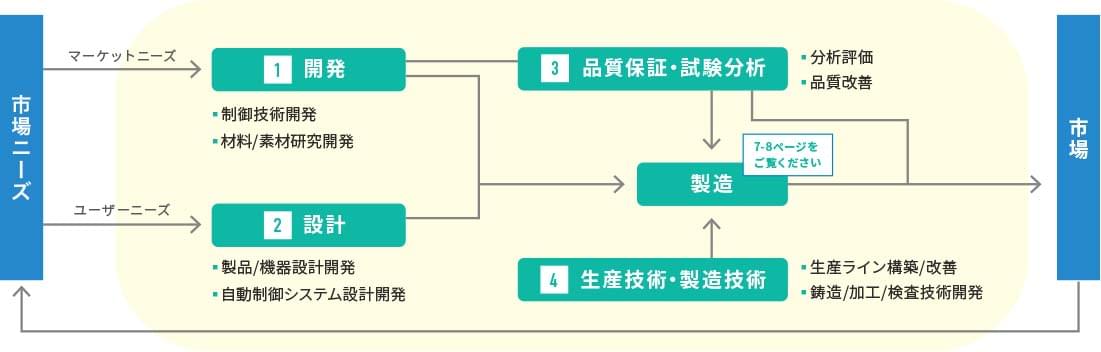 市場ニーズ
マーケットニーズ
1 開発
・制御技術開発
・材料/素材研究開発
ユーザーニーズ
2 設計
・製品/機器設計開発
・自動制御システム設計開発
3 品質保証・試験分析
・分析評価
・品質改善
7-8ページを
ご覧ください
製造
4 生産技術・製造技術
・生産ライン構築/改善
・鋳造/加工/検査技術開発
市場